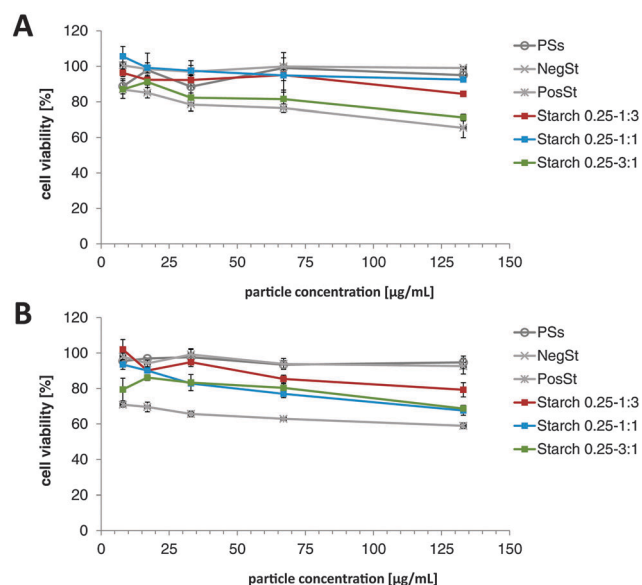 A
cell viability [%]
120
100
80
60
40
20
0
0 25 50 75 100 125 150
particle concentration [µg/mL]
PSs
NegSt
PosSt
Starch 0.25-1:3
Starch 0.25-1:1
Starch 0.25-3:1
B
cell viability [%]
120
100
80
60
40
20
0
0 25 50 75 100 125 150
particle concentration [µg/mL]
PSs
NegSt
PosSt
Starch 0.25-1:3
Starch 0.25-1:1
Starch 0.25-3:1